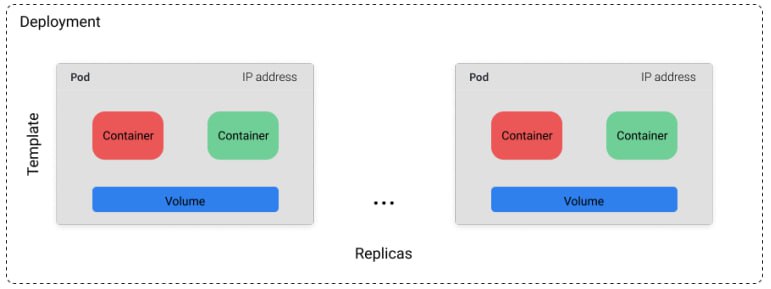 Deployment
Pod IP address
Pod IP address
Template
Container Container
Container Container
Volume
...
Volume
Replicas